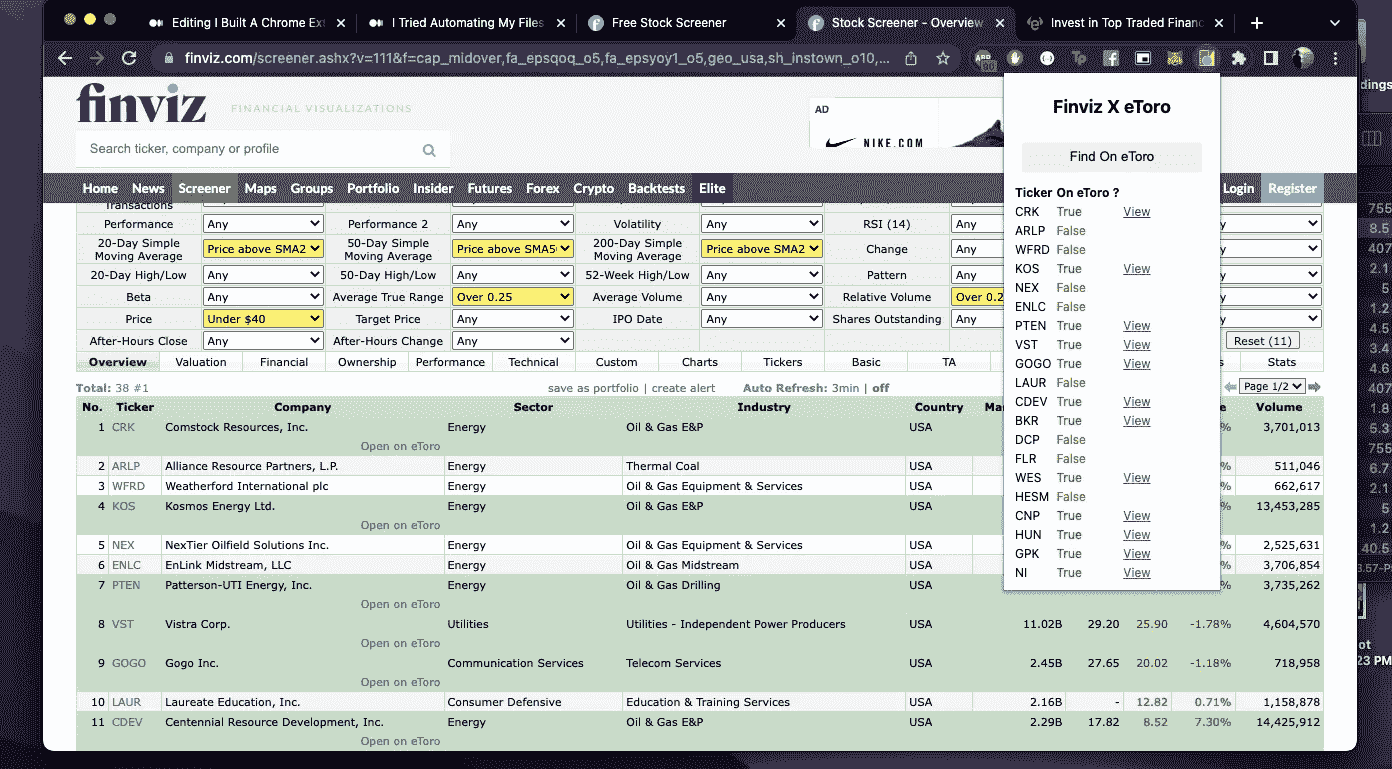 Editing I Built A Chrome Ex
I Tried Automating My Files
Free Stock Screener
Stock Screener - Overview
Invest in Top Traded Financ
finviz.com/screener.ashx?v=111&f=cap_midover,fa_epsqoq_o5,fa_epsyoy1_o5,geo_usa,sh_instown_o10,...
finviz FINANCIAL VISUALIZATIONS
AD
NIKE.COM
Search ticker, company or profile
Home News Screener Maps Groups Portfolio Insider Futures Forex Crypto Backtests Elite Login Register
Transactions
Performance Any Performance 2 Any Volatility Any RSI (14) Any
20-Day Simple Moving Average Price above SMA2 50-Day Simple Moving Average Price above SMA5 200-Day Simple Moving Average Price above SMA2 Change Any
20-Day High/Low Any 50-Day High/Low Any 52-Week High/Low Any Pattern Any
Beta Any Average True Range Over 0.25 Average Volume Any Relative Volume Over 0.2
Price Under $40 Target Price Any IPO Date Any Shares Outstanding Any
After-Hours Close Any After-Hours Change Any Reset (11)
Overview Valuation Financial Ownership Performance Technical Custom Charts Tickers Basic TA Stats
Total: 38 #1 save as portfolio | create alert Auto Refresh: 3min | off Page 1/2
No. Ticker Company Sector Industry Country Ma e Volume
1 CRK Comstock Resources, Inc. Energy Oil & Gas E&P USA % 3,701,013
Open on eToro
2 ARLP Alliance Resource Partners, L.P. Energy Thermal Coal USA % 511,046
3 WFRD Weatherford International plc Energy Oil & Gas Equipment & Services USA % 662,617
4 KOS Kosmos Energy Ltd. Energy Oil & Gas E&P USA % 13,453,285
Open on eToro
5 NEX NexTier Oilfield Solutions Inc. Energy Oil & Gas Equipment & Services USA % 2,525,631
6 ENLC EnLink Midstream, LLC Energy Oil & Gas Midstream USA % 3,706,854
7 PTEN Patterson-UTI Energy, Inc. Energy Oil & Gas Drilling USA % 3,735,262
Open on eToro
8 VST Vistra Corp. Utilities Utilities - Independent Power Producers USA 11.02B 29.20 25.90 -1.78% 4,604,570
Open on eToro
9 GOGO Gogo Inc. Communication Services Telecom Services USA 2.45B 27.65 20.02 -1.18% 718,958
Open on eToro
10 LAUR Laureate Education, Inc. Consumer Defensive Education & Training Services USA 2.16B - 12.82 0.71% 1,158,878
11 CDEV Centennial Resource Development, Inc. Energy Oil & Gas E&P USA 2.29B 17.82 8.52 7.30% 14,425,912
Open on eToro
Finviz X eToro
Find On eToro
Ticker On eToro ?
CRK True View
ARLP False
WFRD False
KOS True View
NEX False
ENLC False
PTEN True View
VST True View
GOGO True View
LAUR False
CDEV True View
BKR True View
DCP False
FLR False
WES True View
HESM False
CNP True View
HUN True View
GPK True View
NI True View
dings
755
8.5
407
2.1
5
1.2
4.5
3.4
4.6
407
1.8
5.3
755
6.7
2.1
5
1.2
40.5
ot
23 PM